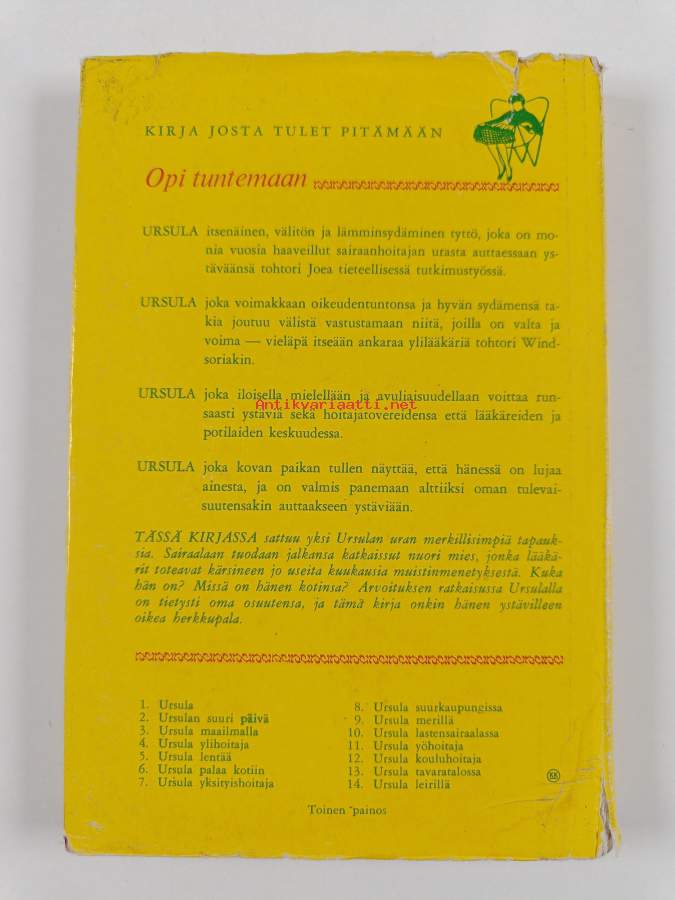 KIRJA JOSTA TULET PITÄMÄÄN
Opi tuntemaan
URSULA itsenäinen, välitön ja lämminsydäminen tyttö, joka on mo-
nia vuosia haaveillut sairaanhoitajan urasta auttaessaan ys-
täväänsä tohtori Joea tieteellisessä tutkimustyössä.
URSULA joka voimakkaan oikeudentuntonsa ja hyvän sydämensä ta-
kia joutuu välistä vastustamaan niitä, joilla on valta ja
voima — vieläpä itseään ankaraa ylilääkäriä tohtori Wind-
soriakin.
URSULA joka iloisella mielellään ja avuliaisuudellaan voittaa run-
Antikvariaatti.net
saasti ystäviä sekä hoitajatovereidensa että lääkäreiden ja
potilaiden keskuudessa.
URSULA joka kovan paikan tullen näyttää, että hänessä on lujaa
ainesta, ja on valmis panemaan alttiiksi oman tulevai-
suutensakin auttaakseen ystäviään.
TÄSSÄ KIRJASSA sattuu yksi Ursulan uran merkillisimpiä tapauk-
sia. Sairaalaan tuodaan jalkansa katkaissut nuori mies, jonka lääkä-
rit toteavat kärsineen jo useita kuukausia muistinmenetyksestä. Kuka
hän on? Missä on hänen kotinsa? Arvoituksen ratkaisussa Ursulalla
on tietysti oma osuutensa, ja tämä kirja onkin hänen ystävilleen
oikea herkkupala.
1. Ursula
2. Ursulan suuri päivä
3. Ursula maailmalla
4. Ursula ylihoitaja
5. Ursula lentää
6. Ursula palaa kotiin
7. Ursula yksityishoitaja
8. Ursula suurkaupungissa
9. Ursula merillä
10. Ursula lastensairaalassa
11. Ursula yöhoitaja
12. Ursula kouluhoitaja
13. Ursula tavaratalossa
14. Ursula leirillä
KK
Toinen painos